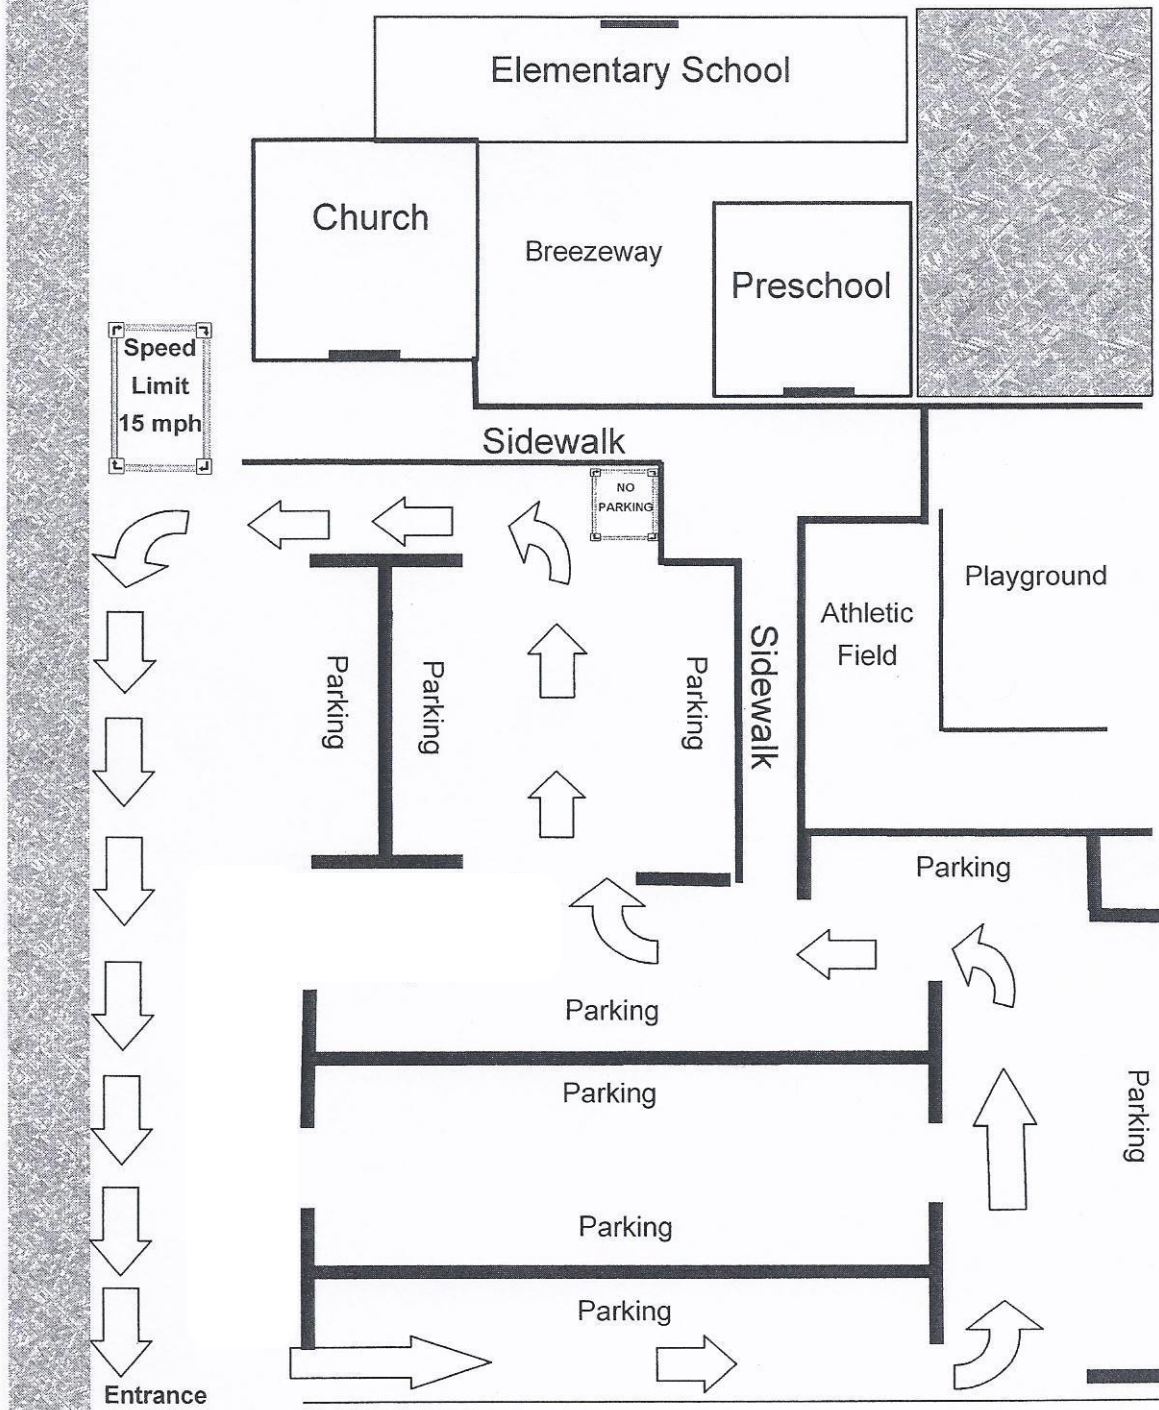 Elementary School
Church
Breezeway
Preschool
Speed
Limit
15 mph
Sidewalk
NO
PARKING
Playground
Athletic
Field
Sidewalk
Parking
Parking
Parking
Parking
Parking
Parking
Parking
Parking
Parking
Entrance